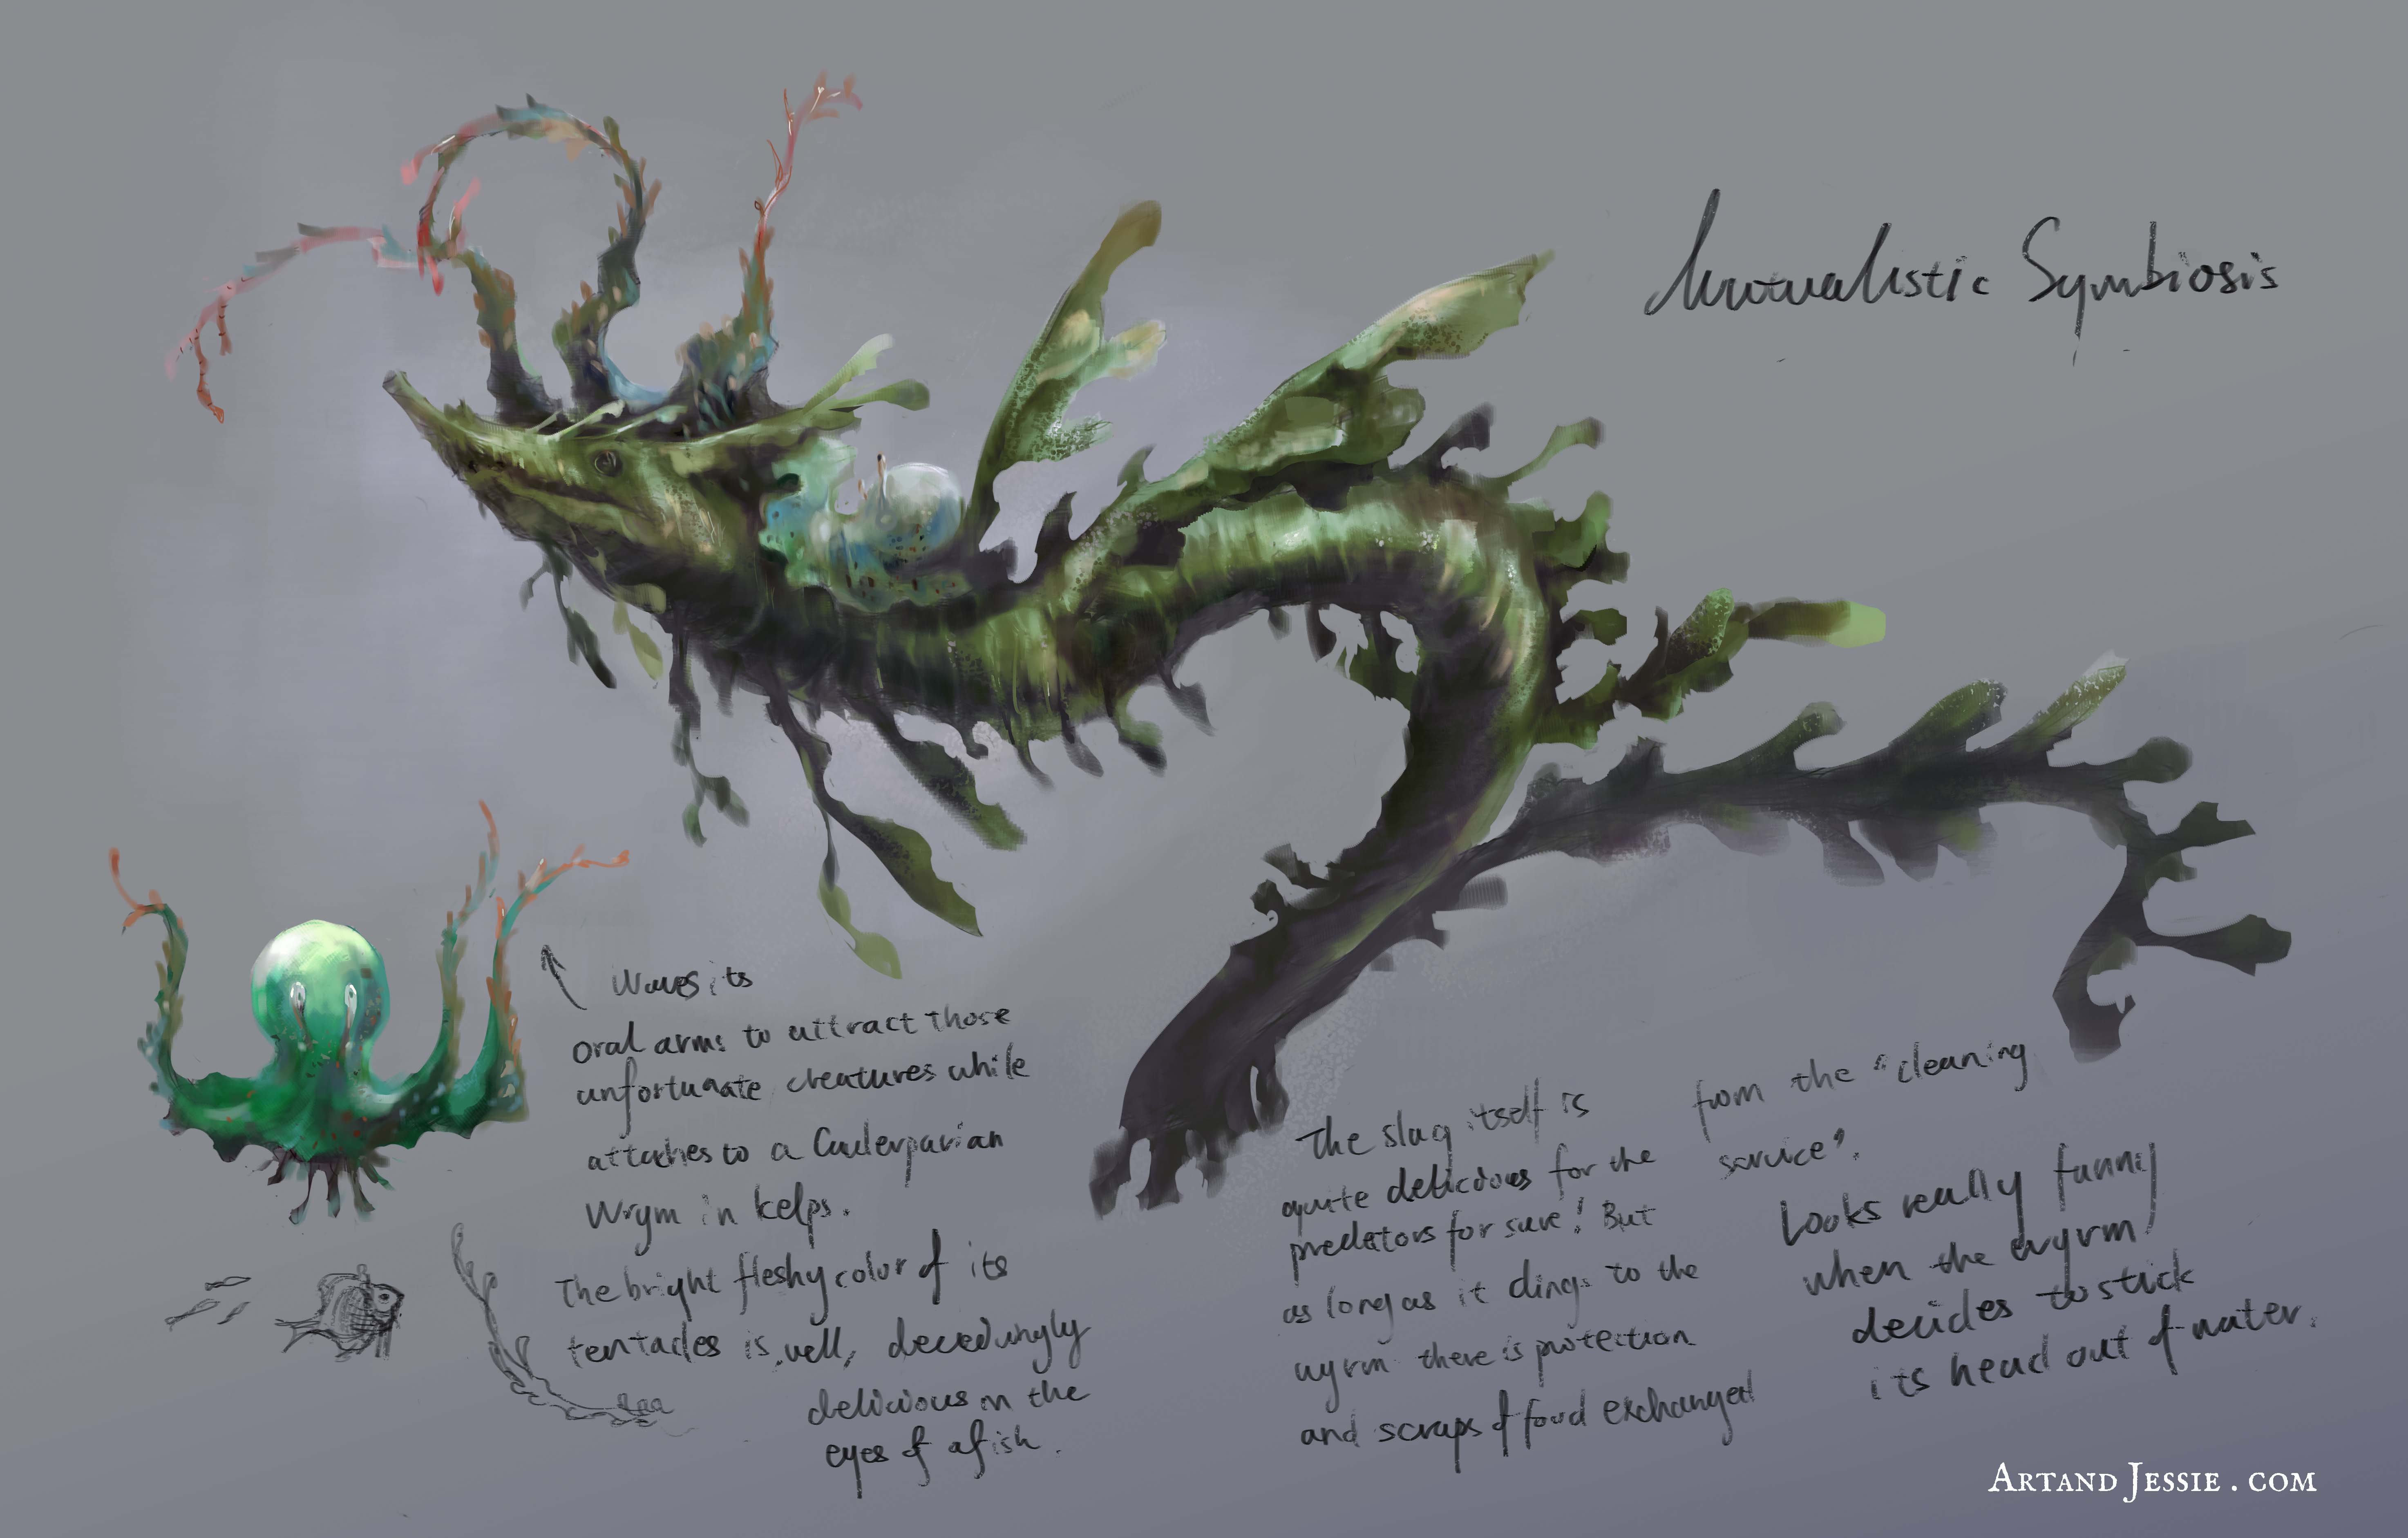 Mutualistic Symbiosis
Waves its
oral arms to attract those
unfortunate creatures while
attaches to a Caulerparian
Wrym in kelps.
The bright fleshy color of its
tentacles is, well, deceivingly
delicious in the
eyes of a fish.
The slug itself is
quite delicious for the
predators for sure! But
as long as it clings to the
wyrm there is protection
and scraps of food exchanged
from the "cleaning
service".
Looks really funny
when the wyrm
decides to stick
its head out of water.
ArtandJessie.com